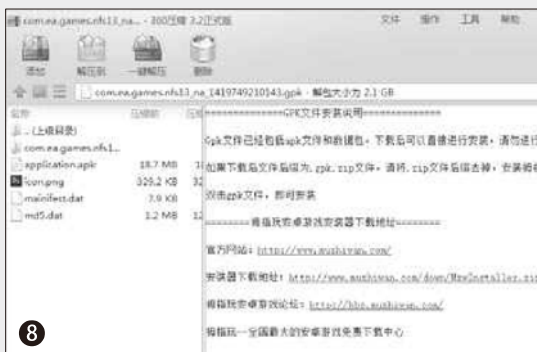 com.ea.games.nfs13_na... - 360压缩 3.2正式版
文件 操作 工具 帮助
添加 解压到 一键解压 删除
com.ea.games.nfs13_na_1419749210143.gpk - 解包大小为 2.1 GB
名称 压缩前
.. (上级目录)
com.ea.games.nfs1...
application.apk 18.7 MB
icon.png 329.2 KB
mainifest.dat 7.9 KB
md5.dat 1.2 MB
==============GPK文件安装说明==============
Gpk文件已经包括apk文件和数据包,下载后可以直接进行安装,请勿进行
如果下载后文件后缀为.gpk.zip文件,请将.zip文件后缀去掉,安装
双击gpk文件,即可安装
========拇指玩安卓游戏安装器下载地址========
官方网站:http://www.muzhiwan.com/
安装器下载地址:http://www.muzhiwan.com/down/MzwInstaller.zip
拇指玩安卓游戏论坛:http://bbs.muzhiwan.com/
拇指玩--全国最大的安卓游戏免费下载中心
8